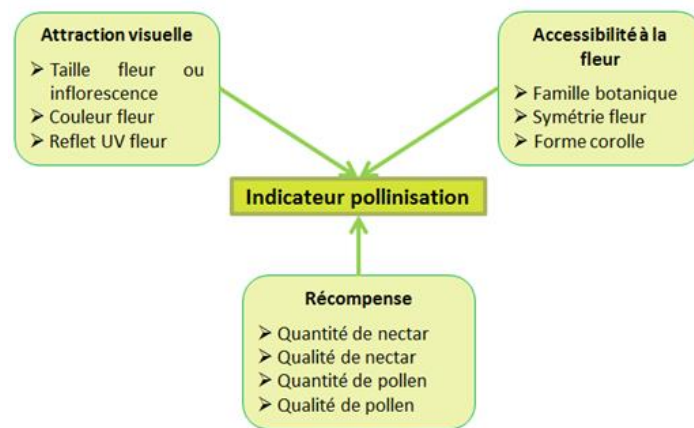 Attraction visuelle
➢ Taille fleur ou
inflorescence
➢ Couleur fleur
➢ Reflet UV fleur
Accessibilité à la
fleur
➢ Famille botanique
➢ Symétrie fleur
➢ Forme corolle
Indicateur pollinisation
Récompense
➢ Quantité de nectar
➢ Qualité de nectar
➢ Quantité de pollen
➢ Qualité de pollen